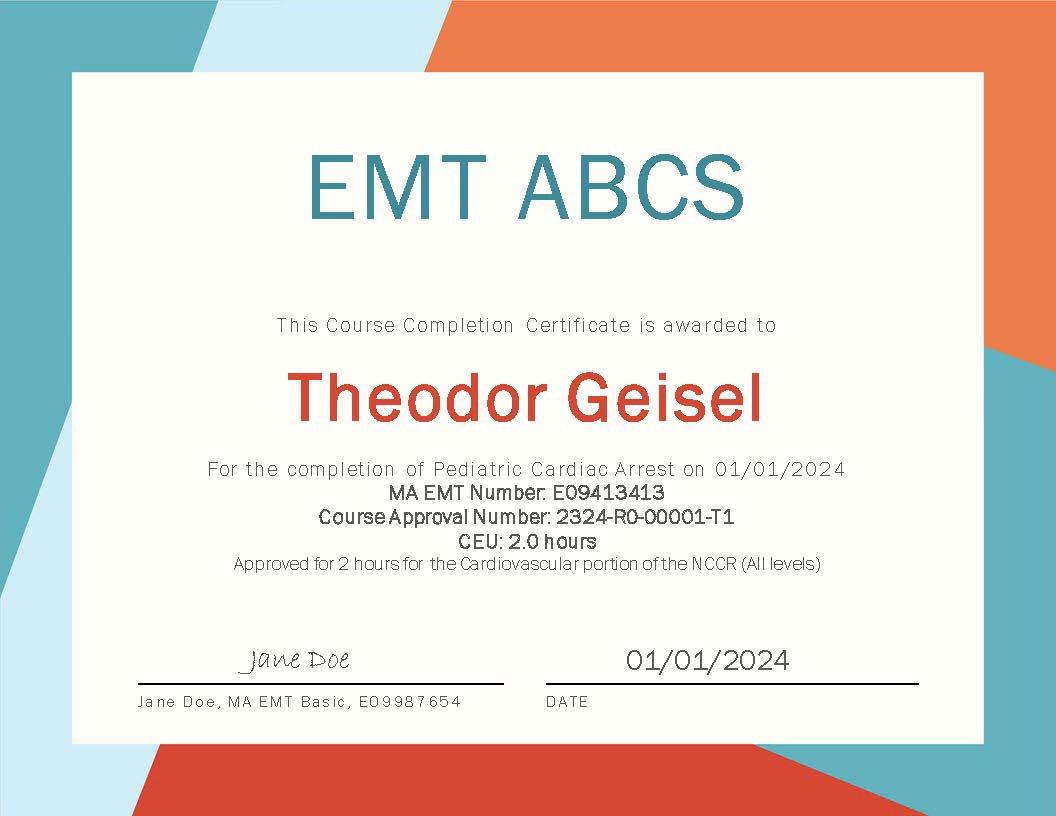 EMT ABCS
This Course Completion Certificate is awarded to
Theodor Geisel
For the completion of Pediatric Cardiac Arrest on 01/01/2024
MA EMT Number: E09413413
Course Approval Number: 2324-R0-00001-T1
CEU: 2.0 hours
Approved for 2 hours for the Cardiovascular portion of the NCCR (All levels)
Jane Doe
01/01/2024
Jane Doe, MA EMT Basic, E09987654
DATE